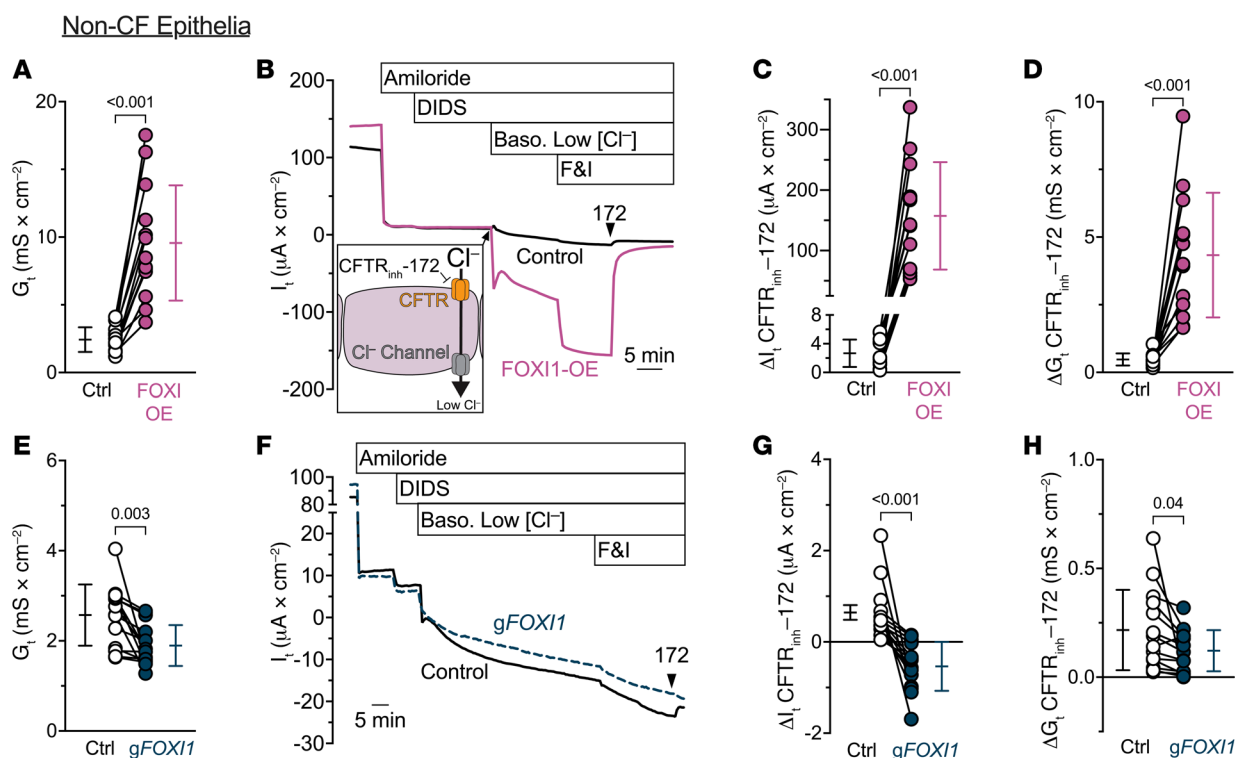 Non-CF Epithelia
A
<0.001
20
10
0
Gt (mS × cm−2)
Ctrl
FOXI
OE
B
200
100
0
-100
-200
It (μA × cm−2)
Amiloride
DIDS
Baso. Low [Cl−]
F&I
172
Control
FOXI1-OE
5 min
Cl−
CFTRinh-172
CFTR
Cl− Channel
Low Cl−
C
<0.001
300
200
100
8
4
0
ΔIt CFTRinh−172 (μA × cm−2)
Ctrl
FOXI
OE
D
<0.001
10
5
0
ΔGt CFTRinh−172 (mS × cm−2)
Ctrl
FOXI
OE
E
6
4
2
0
0.003
Gt (mS × cm−2)
Ctrl
gFOXI1
F
100
80
20
10
0
-10
-20
-30
It (μA × cm−2)
Amiloride
DIDS
Baso. Low [Cl−]
F&I
gFOXI1
Control
172
5 min
G
4
2
0
-2
<0.001
ΔIt CFTRinh−172 (μA × cm−2)
Ctrl
gFOXI1
H
1.0
0.5
0.0
0.04
ΔGt CFTRinh−172 (mS × cm−2)
Ctrl
gFOXI1